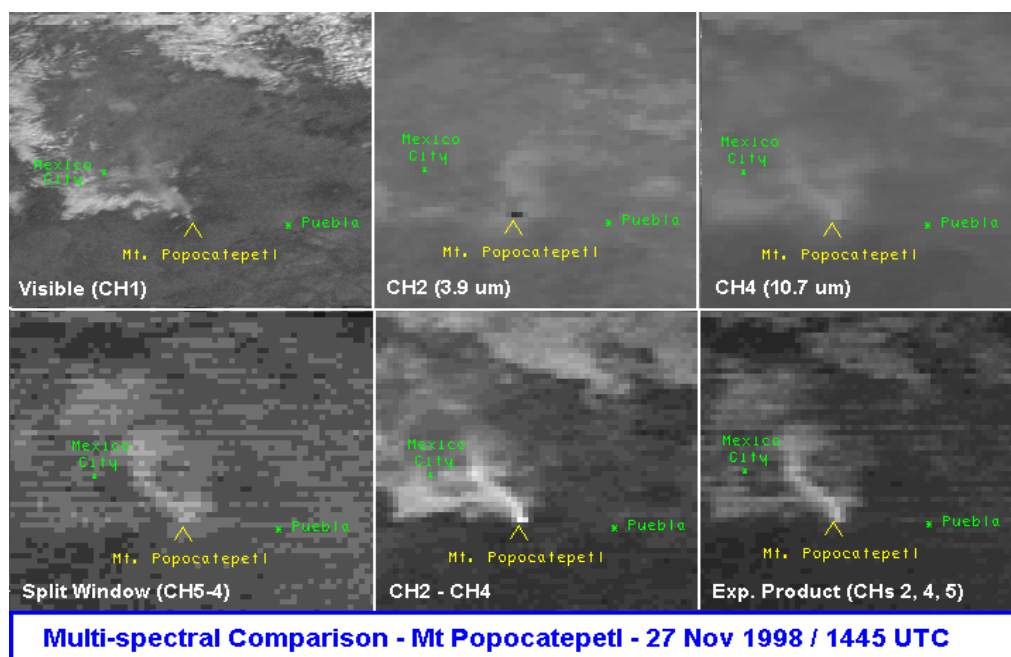 Mexico
City
Puebla
Mt. Popocatepetl
Visible (CH1)
Mexico
City
Puebla
Mt. Popocatepetl
CH2 (3.9 um)
Mexico
City
Puebla
Mt. Popocatepetl
CH4 (10.7 um)
Mexico
City
Puebla
Mt. Popocatepetl
Split Window (CH5-4)
Mexico
City
Puebla
Mt. Popocatepetl
CH2 - CH4
Mexico
City
Puebla
Mt. Popocatepetl
Exp. Product (CHs 2, 4, 5)
Multi-spectral Comparison - Mt Popocatepetl - 27 Nov 1998 / 1445 UTC